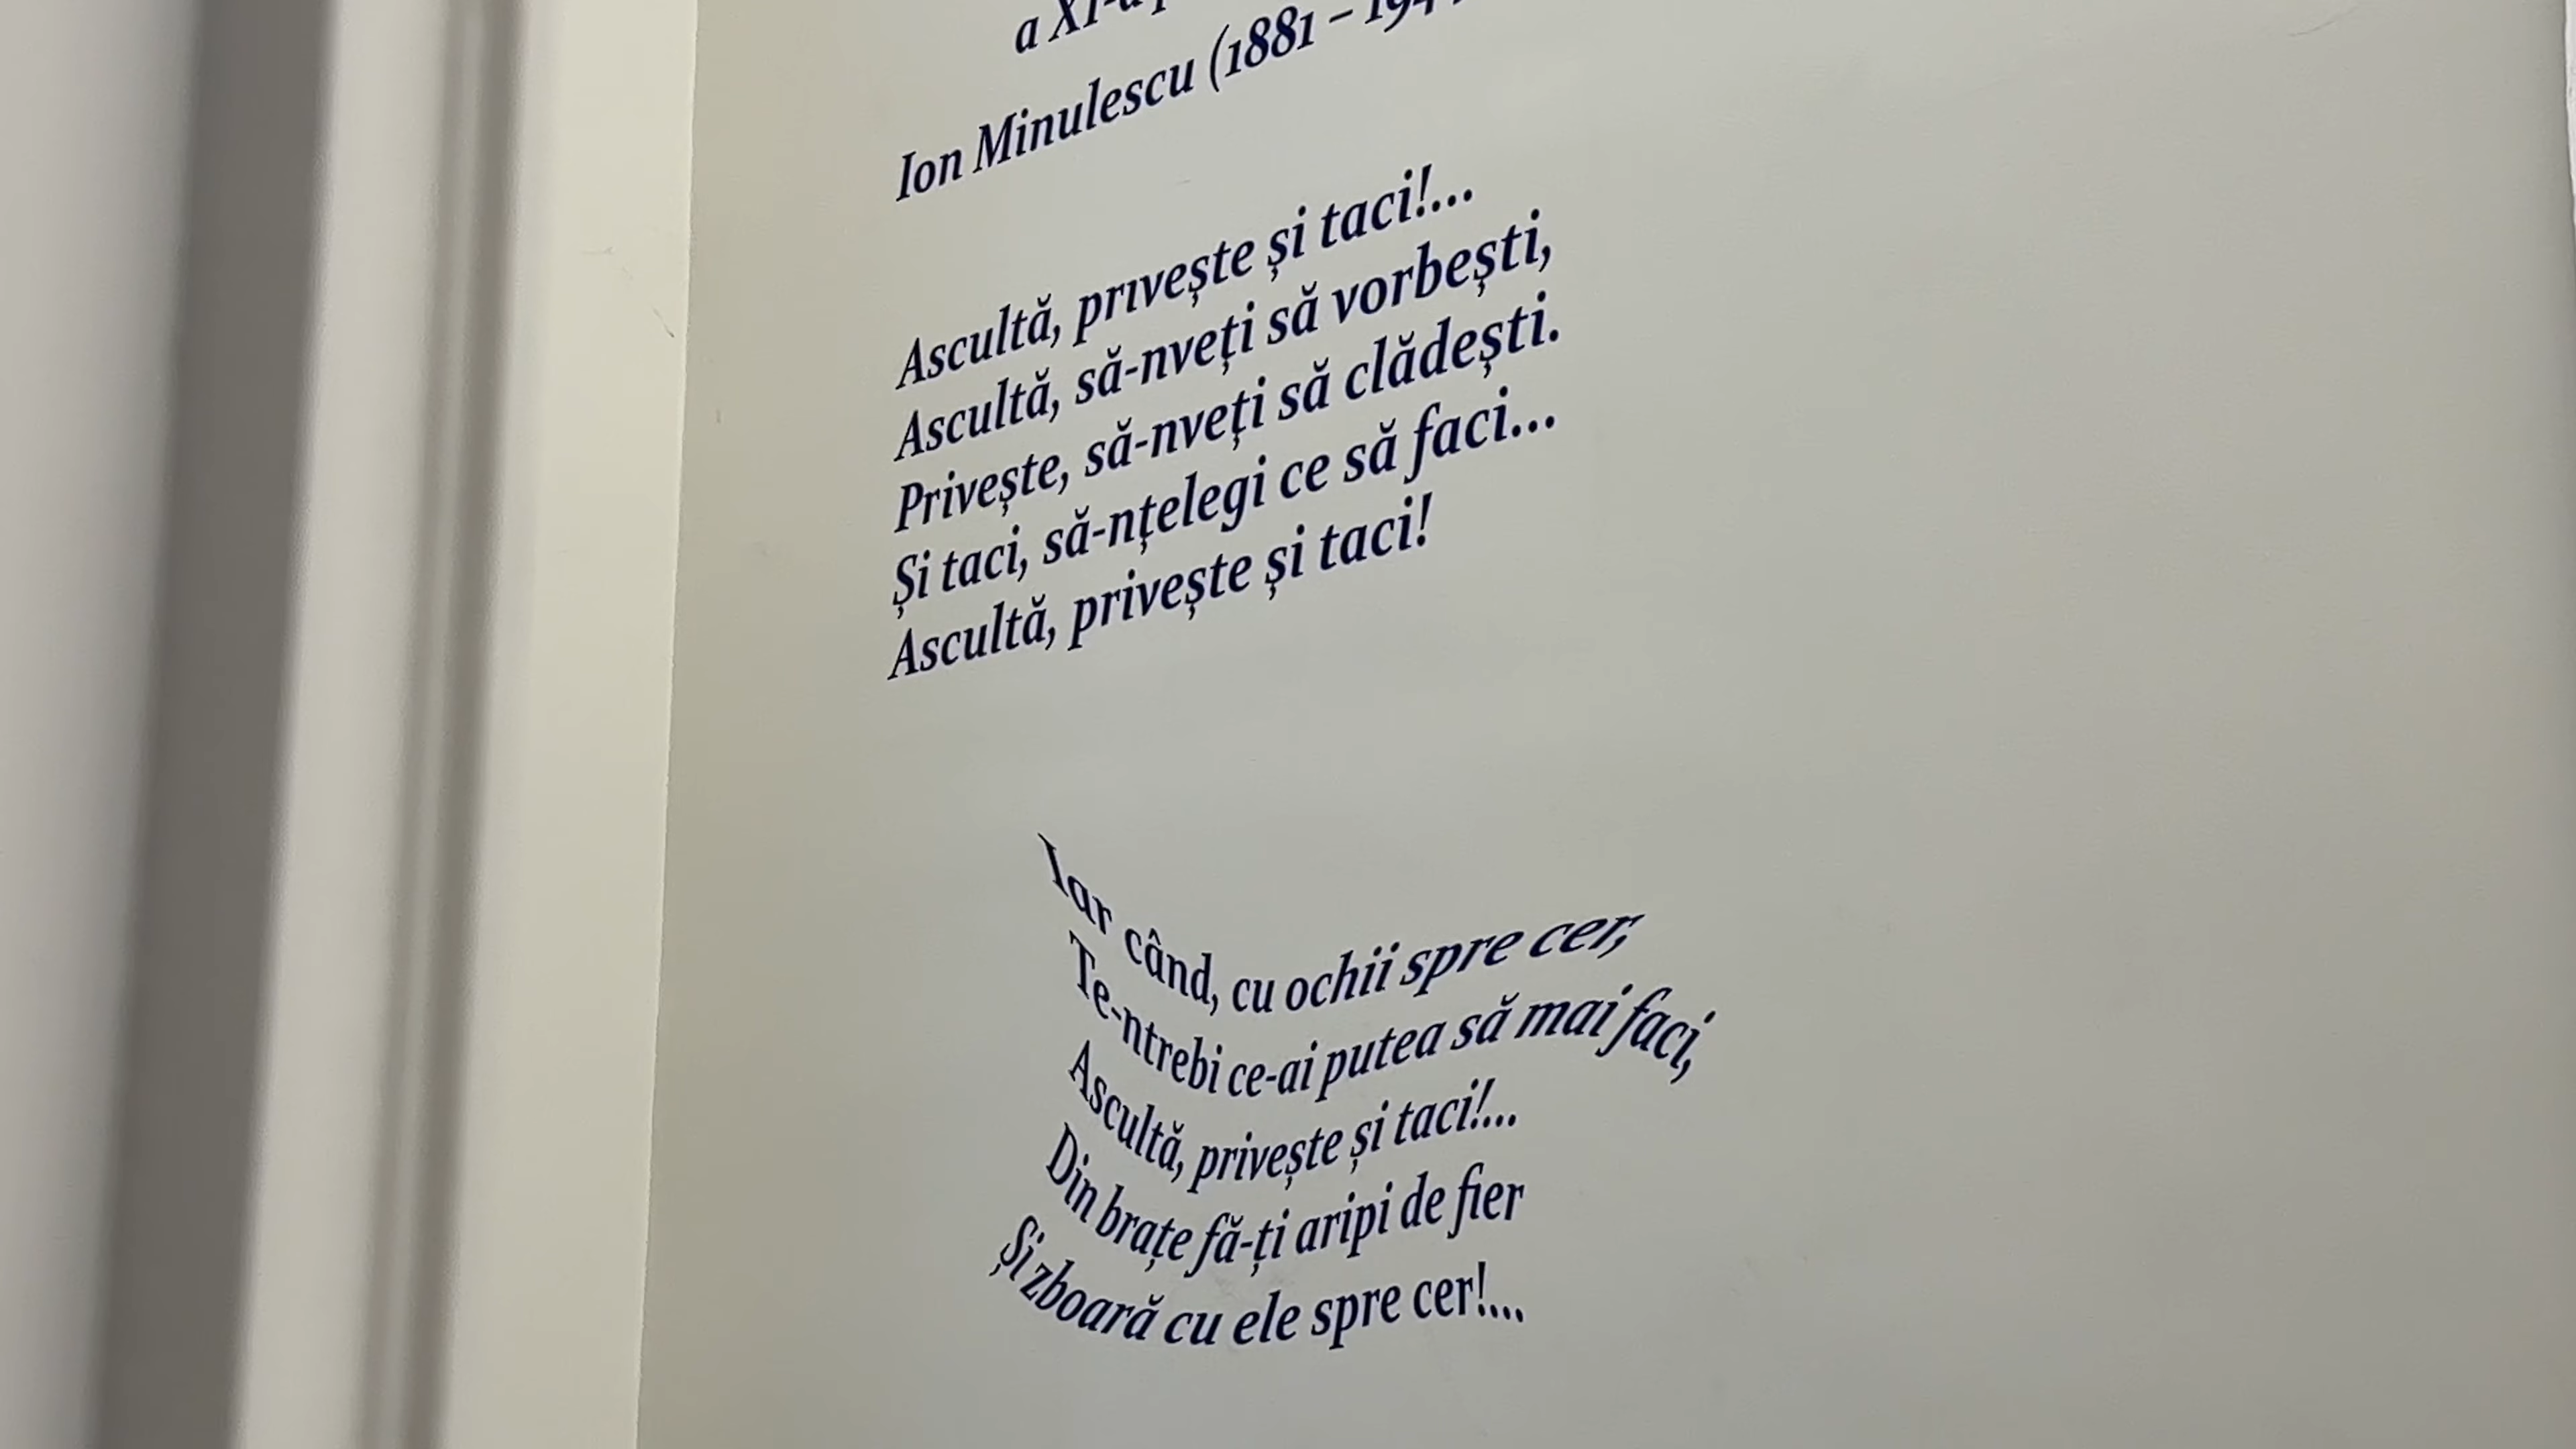 a XI-a
Ion Minulescu (1881 –
Ascultă, privește și taci!...
Ascultă, să-nveți să vorbești,
Privește, să-nveți să clădești.
Și taci, să-nțelegi ce să faci...
Ascultă, privește și taci!
Iar când, cu ochii spre cer,
Te-ntrebi ce-ai putea să mai faci,
Ascultă, privește și taci!...
Din brațe fă-ți aripi de fier
Și zboară cu ele spre cer!...